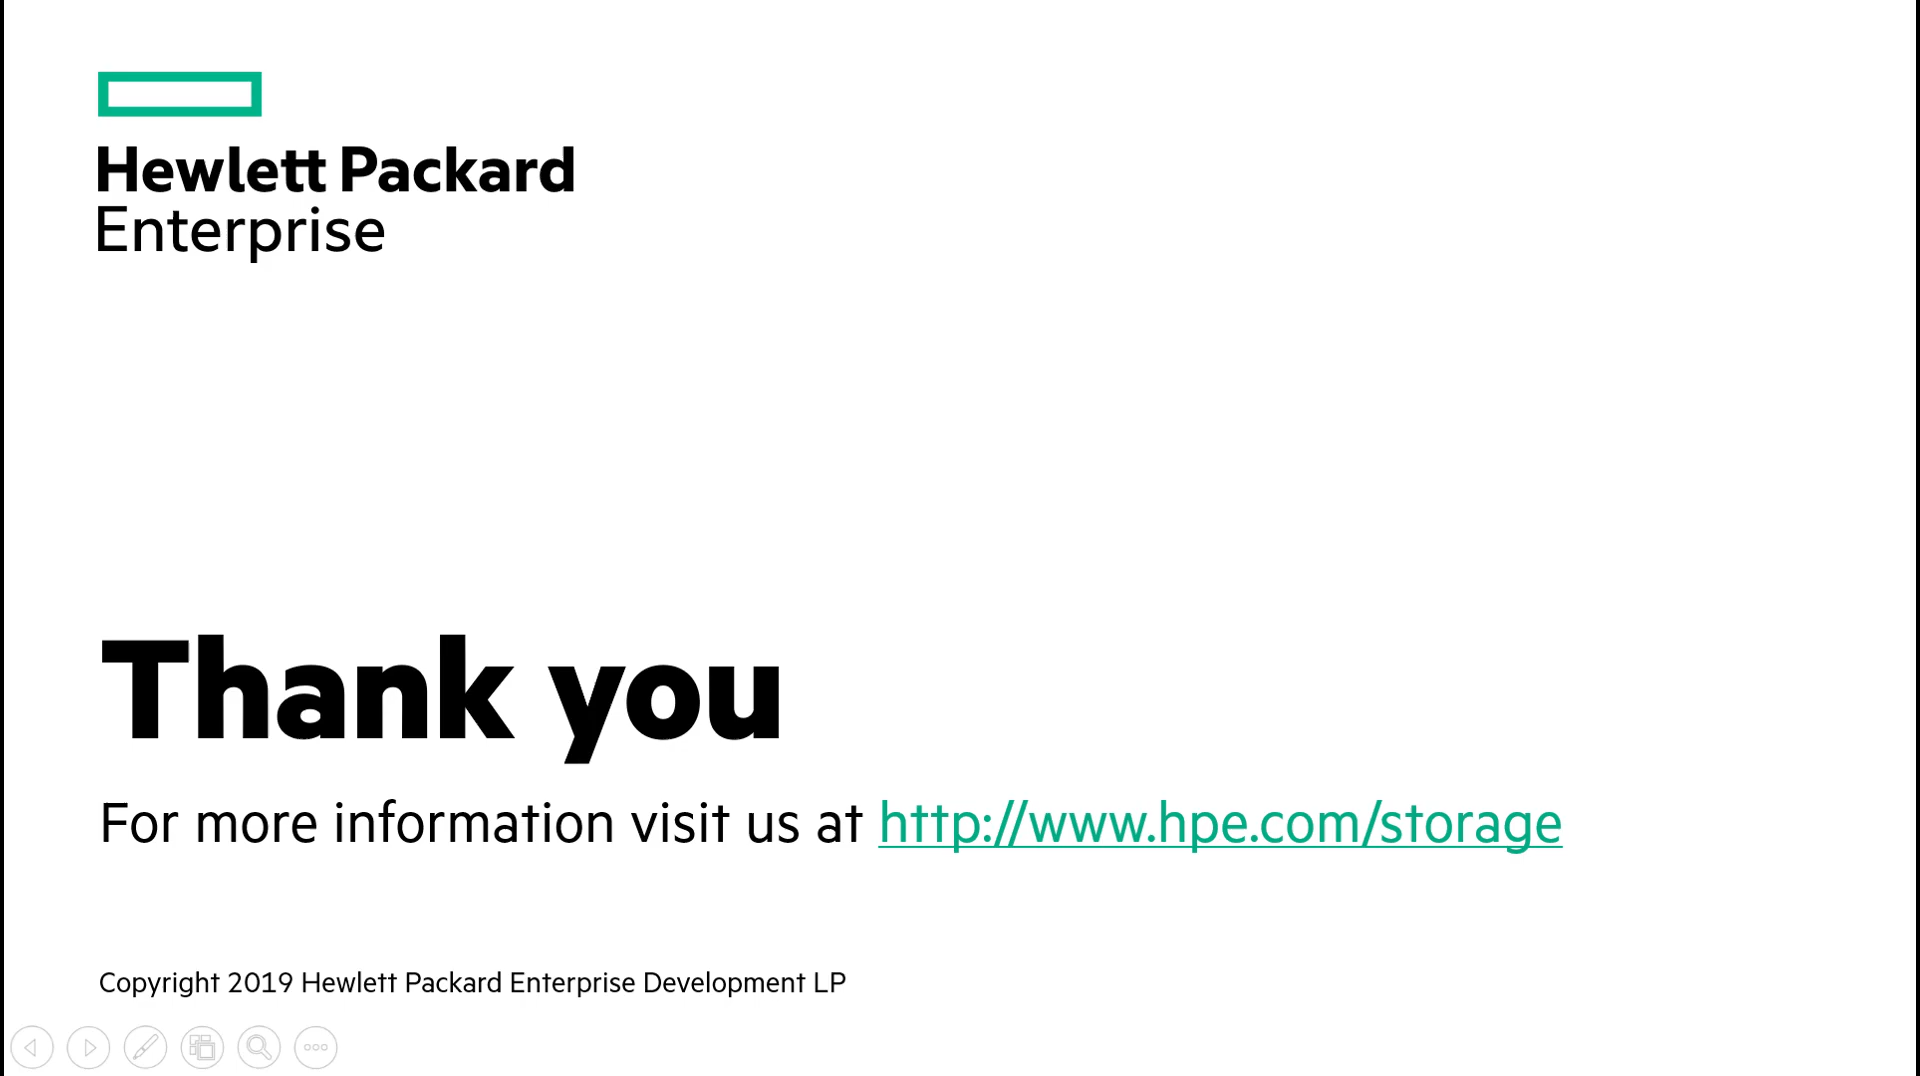 Hewlett Packard
Enterprise
Thank you
For more information visit us at http://www.hpe.com/storage
Copyright 2019 Hewlett Packard Enterprise Development LP